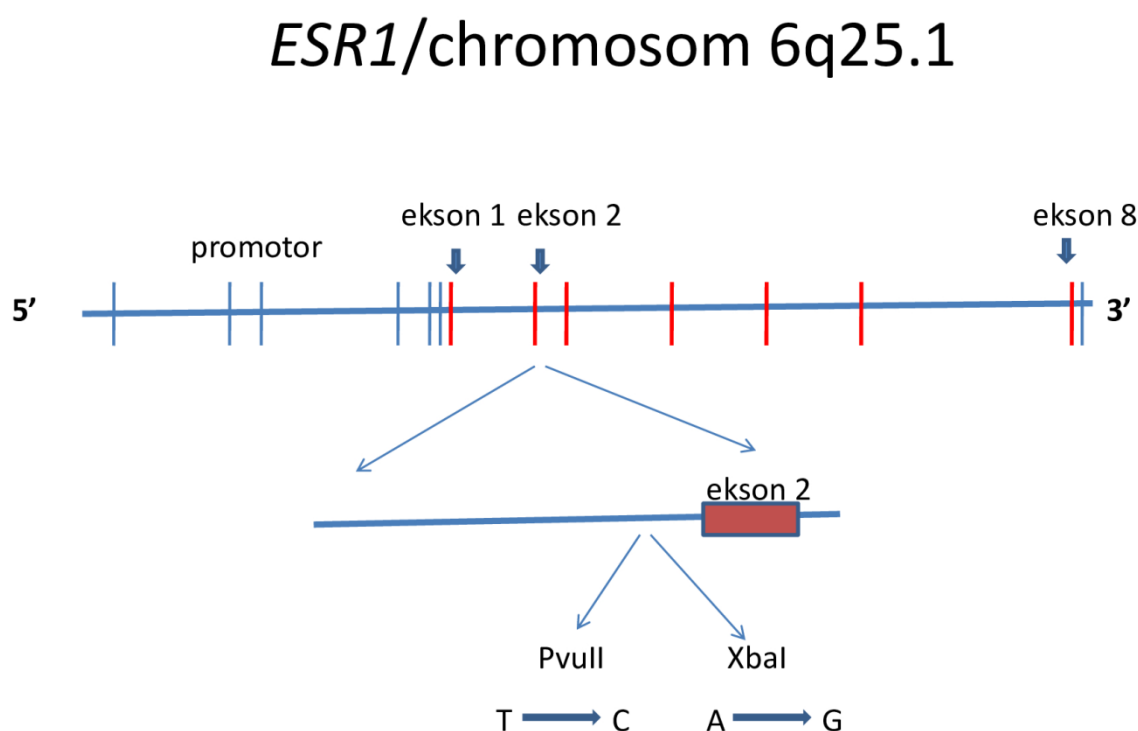 ESR1/chromosom 6q25.1
ekson 1 ekson 2 ekson 8
promotor
5’ 3’
ekson 2
PvuII XbaI
T C A G